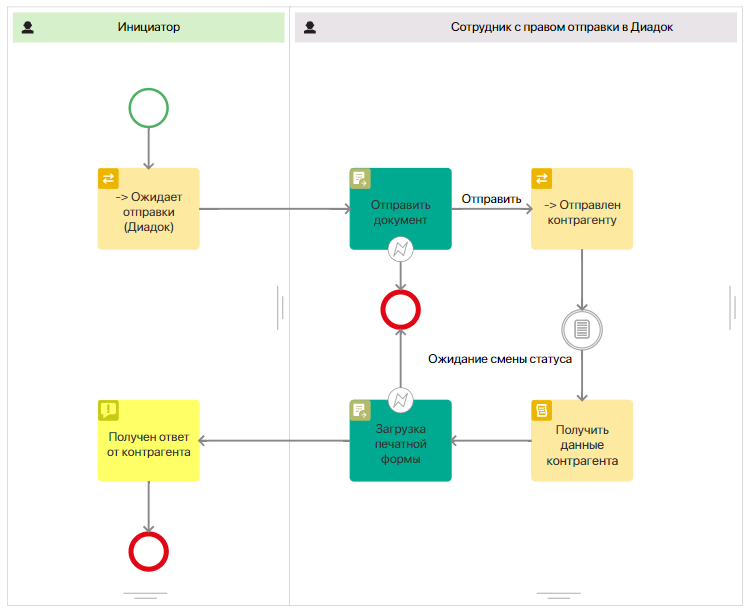 Инициатор
Сотрудник с правом отправки в Диадок
-> Ожидает
отправки
(Диадок)
Отправить
документ
Отправить
-> Отправлен
контрагенту
Ожидание смены статуса
Получен ответ
от контрагента
Загрузка
печатной
формы
Получить
данные
контрагента